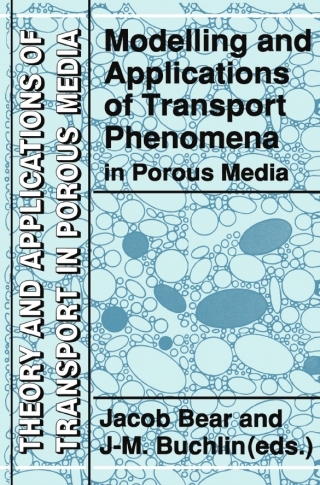 THEORY AND APPLICATIONS OF
TRANSPORT IN POROUS MEDIA
Modelling and
Applications
of Transport
Phenomena
in Porous Media
Jacob Bear and
J-M. Buchlin(eds.)